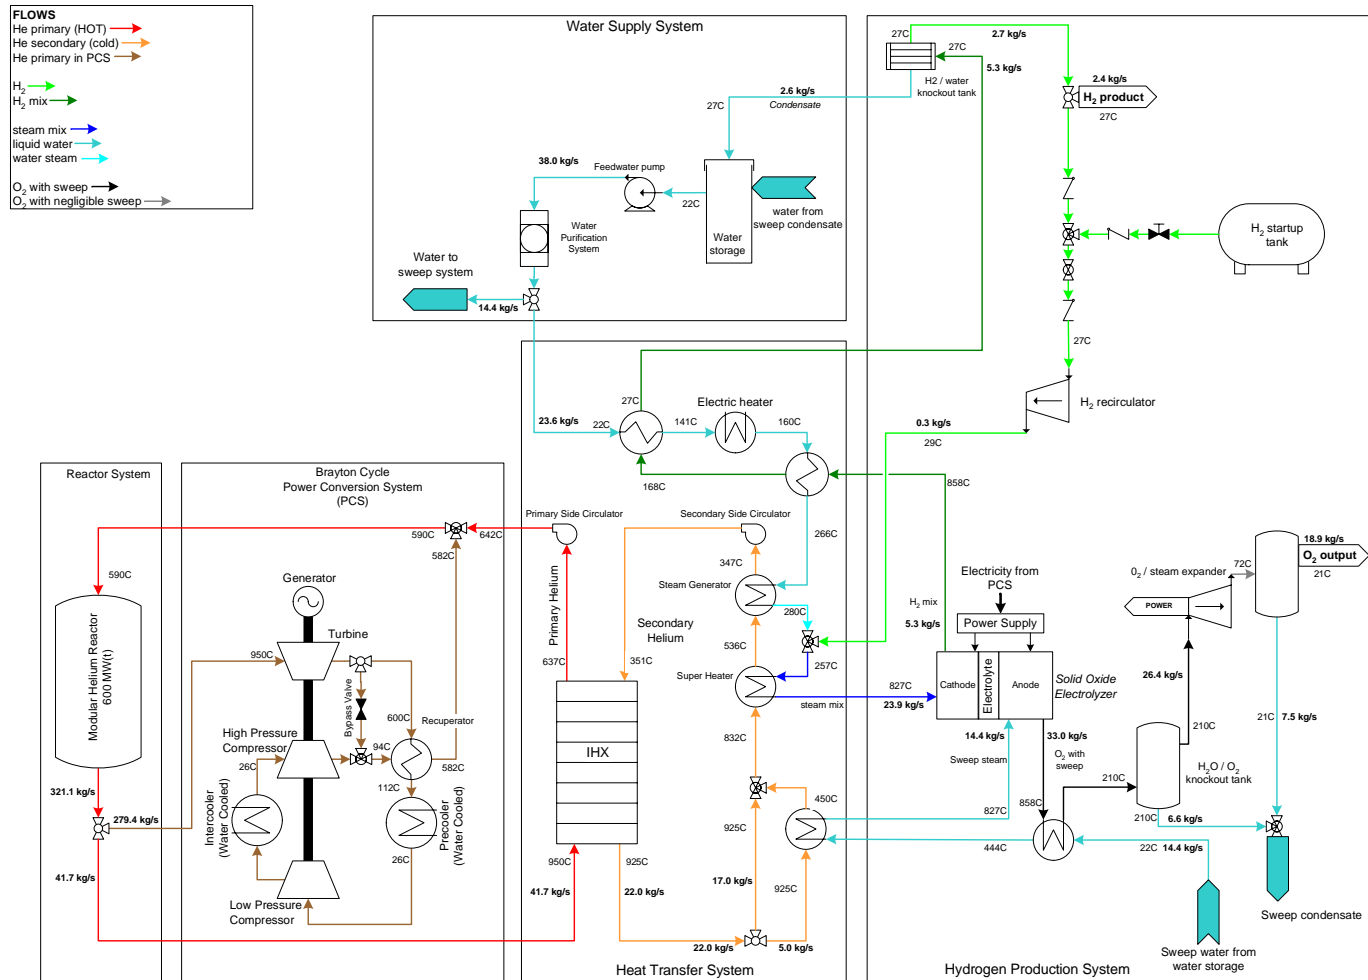 FLOWS
He primary (HOT)
He secondary (cold)
He primary in PCS
H2
H2 mix
steam mix
liquid water
water steam
O2 with sweep
O2 with negligible sweep
Water Supply System
2.6 kg/s
Condensate
27C
38.0 kg/s
Feedwater pump
22C
Water
storage
water from
sweep condensate
Water
Purification
System
Water to
sweep system
14.4 kg/s
27C
2.7 kg/s
27C
5.3 kg/s
H2 / water
knockout tank
2.4 kg/s
H2 product
27C
H2 startup
tank
27C
H2 recirculator
0.3 kg/s
29C
23.6 kg/s
22C
27C
141C
Electric heater
160C
168C
858C
266C
Reactor System
590C
Modular Helium Reactor
600 MW(t)
321.1 kg/s
279.4 kg/s
41.7 kg/s
Brayton Cycle
Power Conversion System
(PCS)
590C
642C
582C
Generator
Turbine
950C
Bypass Valve
600C
Recuperator
High Pressure
Compressor
94C
582C
26C
112C
Intercooler
(Water Cooled)
Precooler
(Water Cooled)
26C
Low Pressure
Compressor
Primary Side Circulator
Secondary Side Circulator
Primary Helium
637C
Secondary
Helium
351C
347C
Steam Generator
280C
536C
257C
Super Heater
steam mix
827C
23.9 kg/s
832C
IHX
950C
925C
41.7 kg/s
22.0 kg/s
925C
17.0 kg/s
450C
925C
22.0 kg/s
5.0 kg/s
Heat Transfer System
H2 mix
5.3 kg/s
Electricity from
PCS
Power Supply
Cathode
Electrolyte
Anode
Solid Oxide
Electrolyzer
14.4 kg/s
Sweep steam
33.0 kg/s
O2 with
sweep
827C
858C
444C
210C
22C
14.4 kg/s
Sweep water from
water storage
H2O / O2
knockout tank
210C
6.6 kg/s
210C
26.4 kg/s
02 / steam expander
POWER
72C
18.9 kg/s
O2 output
21C
21C
7.5 kg/s
Sweep condensate
Hydrogen Production System